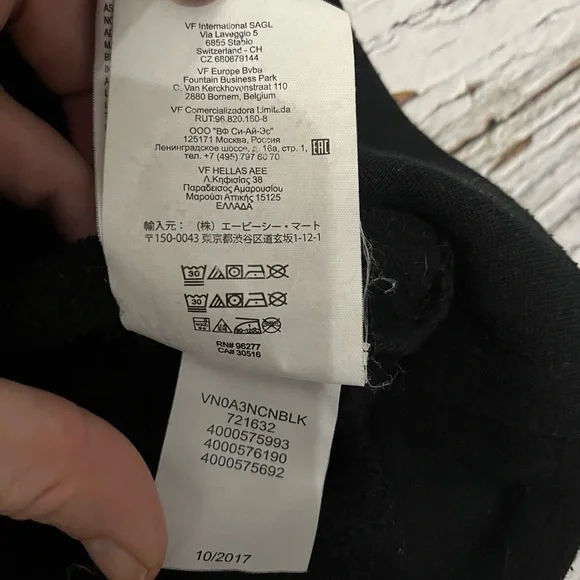 VF International SAGL
Via Laveggio 5
6855 Stabio
Switzerland - CH
CZ 680679144
VF Europe Bvba
Fountain Business Park
C. Van Kerckhovenstraat 110
2880 Bornem, Belgium
VF Comercializadora Limitada
RUT:96.820.150-8
ООО "ВФ Си-Ай-Эс"
125171 Москва, Россия
Ленинградское шоссе, д. 16а, стр. 1,
тел. +7 (495) 797 60 70
EAC
VF HELLAS AEE
Λ.Κηφισίας 38
Παραδεισος Αμαρουσίου
Μαρούσι Αττικής 15125
ΕΛΛΑΔΑ
輸入元：（株）エービーシー・マート
〒150-0043 東京都渋谷区道玄坂1-12-1
30
30
RN# 96277
CA# 30516
VN0A3NCNBLK
721632
4000575993
4000576190
4000575692
10/2017